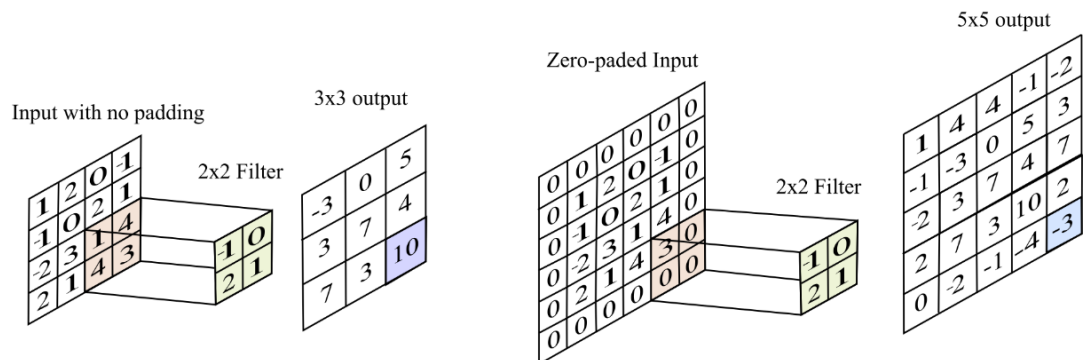 Input with no padding
1 2 0 -1
-1 0 2 1
-2 3 1 4
2 1 4 3
2x2 Filter
-1 0
2 1
3x3 output
-3 0 5
3 7 4
7 3 10
Zero-paded Input
0 0 0 0 0 0
0 1 2 0 -1 0
0 -1 0 2 1 0
0 -2 3 1 4 0
0 2 1 4 3 0
0 0 0 0 0 0
2x2 Filter
-1 0
2 1
5x5 output
1 4 4 -1 -2
-1 -3 0 5 3
-2 3 7 4 7
2 7 3 10 2
0 -2 -1 -4 -3